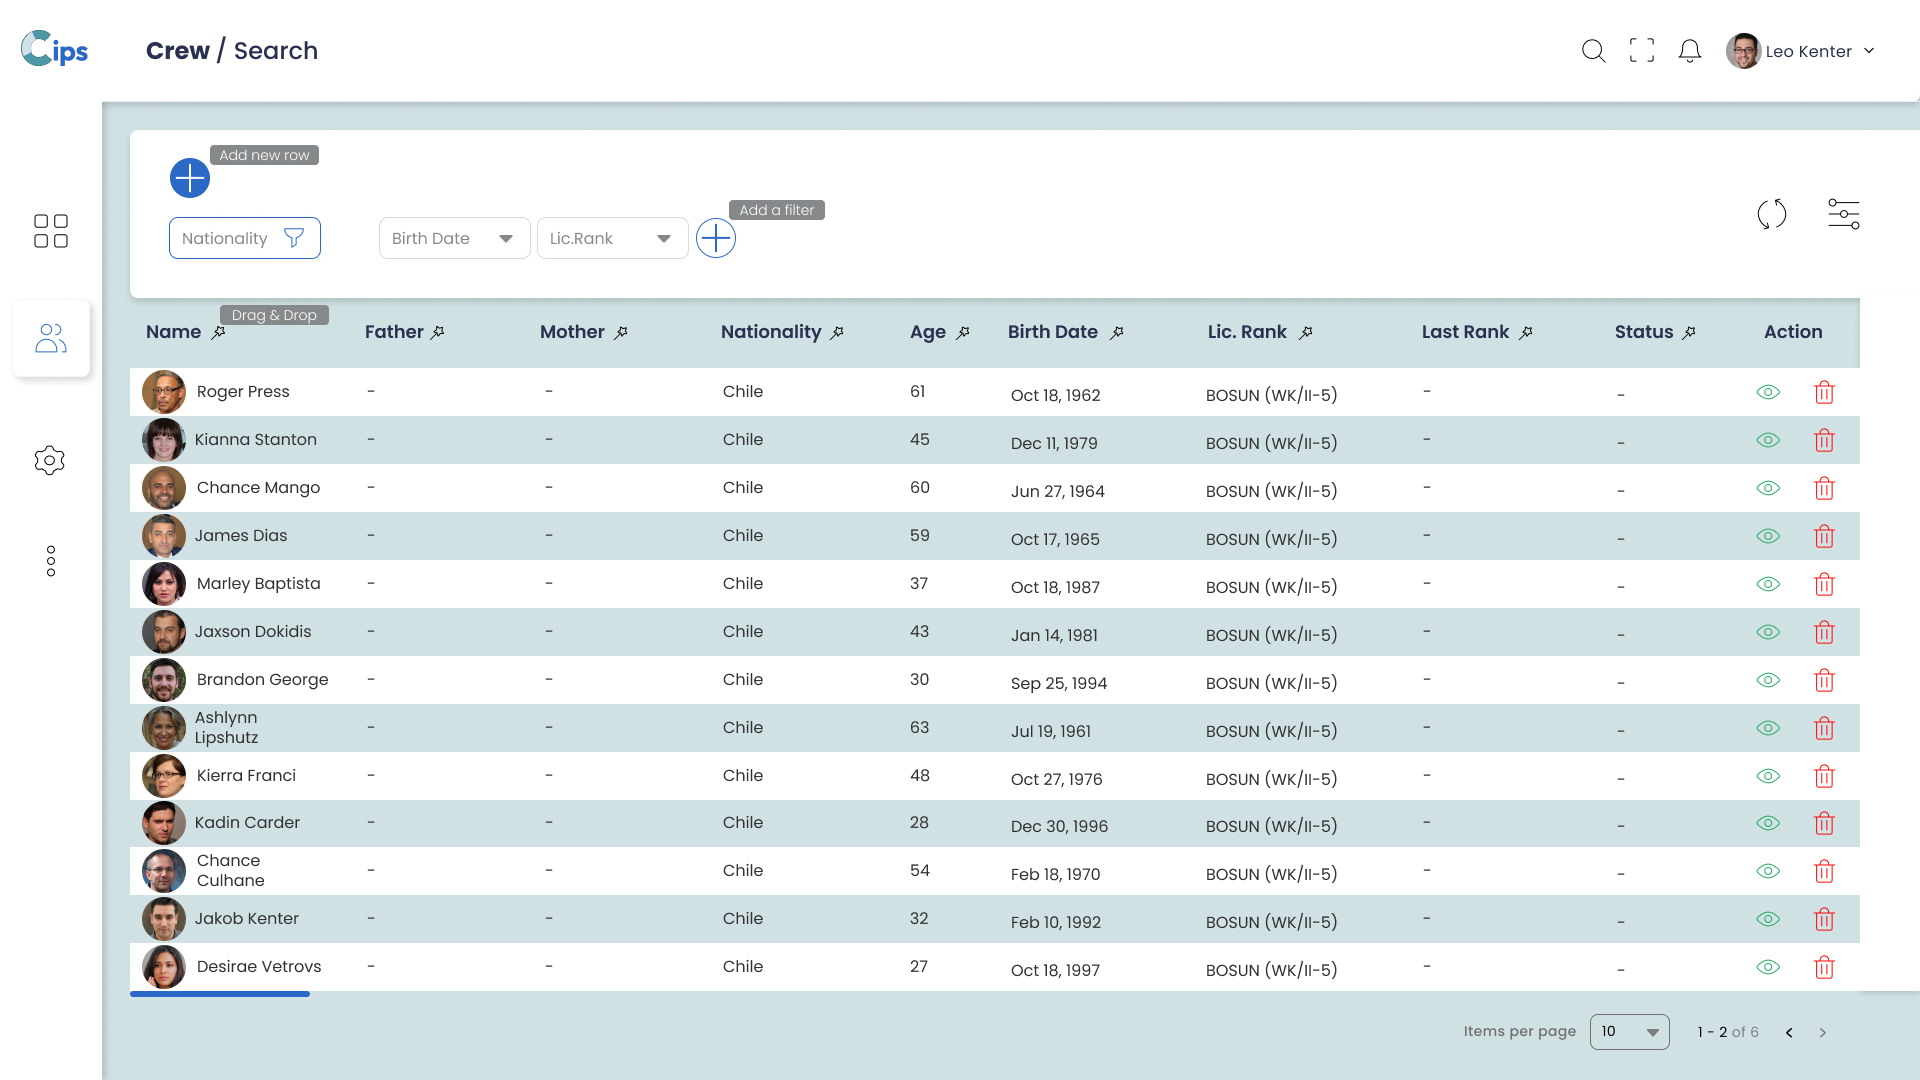 Cips
Crew / Search
Leo Kenter
Add new row
Add a filter
Nationality
Birth Date
Lic.Rank
Drag & Drop
Name Father Mother Nationality Age Birth Date Lic. Rank Last Rank Status Action
Roger Press - - Chile 61 Oct 18, 1962 BOSUN (WK/II-5) - -
Kianna Stanton - - Chile 45 Dec 11, 1979 BOSUN (WK/II-5) - -
Chance Mango - - Chile 60 Jun 27, 1964 BOSUN (WK/II-5) - -
James Dias - - Chile 59 Oct 17, 1965 BOSUN (WK/II-5) - -
Marley Baptista - - Chile 37 Oct 18, 1987 BOSUN (WK/II-5) - -
Jaxson Dokidis - - Chile 43 Jan 14, 1981 BOSUN (WK/II-5) - -
Brandon George - - Chile 30 Sep 25, 1994 BOSUN (WK/II-5) - -
Ashlynn
Lipshutz - - Chile 63 Jul 19, 1961 BOSUN (WK/II-5) - -
Kierra Franci - - Chile 48 Oct 27, 1976 BOSUN (WK/II-5) - -
Kadin Carder - - Chile 28 Dec 30, 1996 BOSUN (WK/II-5) - -
Chance
Culhane - - Chile 54 Feb 18, 1970 BOSUN (WK/II-5) - -
Jakob Kenter - - Chile 32 Feb 10, 1992 BOSUN (WK/II-5) - -
Desirae Vetrovs - - Chile 27 Oct 18, 1997 BOSUN (WK/II-5) - -
Items per page 10 1 - 2 of 6